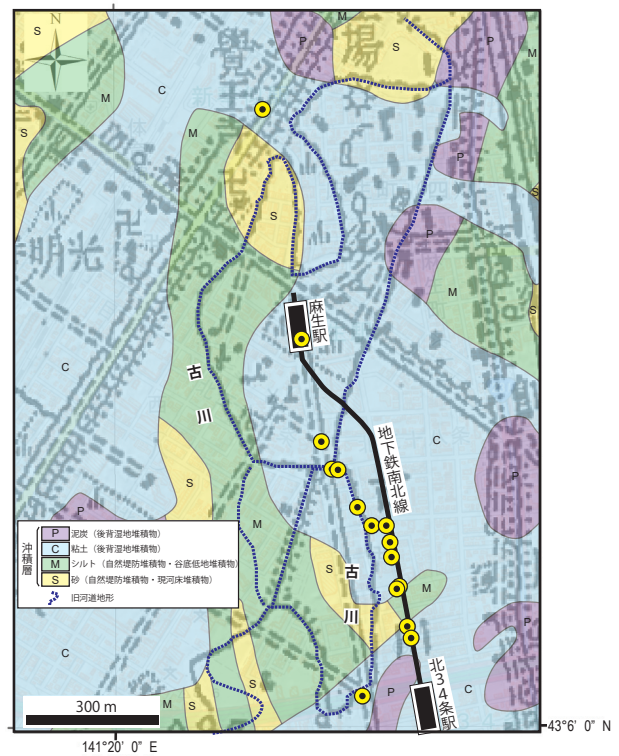 N
S
M
P
S
P
M
C
M
S
M
P
S
S
P
M
S
麻生駅
C
古川
地下鉄南北線
C
S
P
P
M
沖積層
P 泥炭（後背湿地堆積物）
C 粘土（後背湿地堆積物）
M シルト（自然堤防堆積物・谷底低地堆積物）
S 砂（自然堤防堆積物・現河床堆積物）
旧河道地形
S
古川
M
S
C
P
M
S
S
P
C
北34条駅
300 m
43°6' 0" N
141°20' 0" E